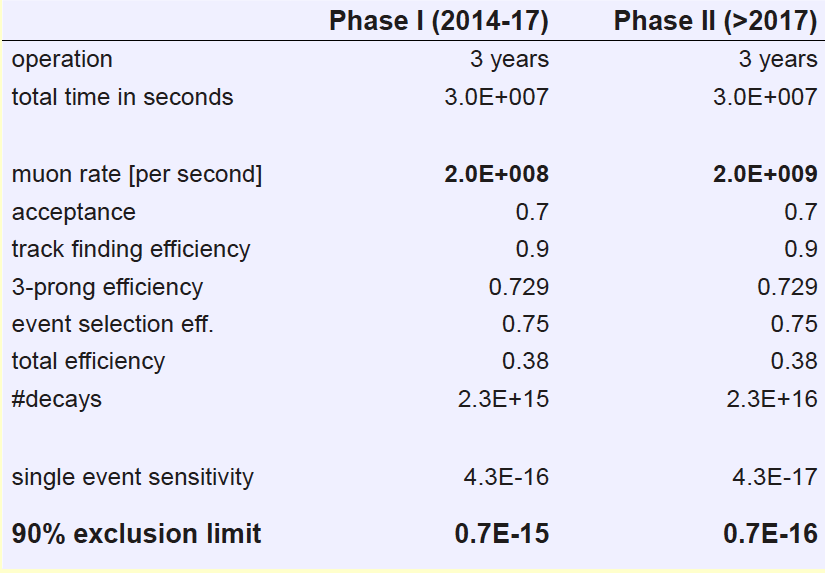 Phase I (2014-17) Phase II (>2017)
operation 3 years 3 years
total time in seconds 3.0E+007 3.0E+007
muon rate [per second] 2.0E+008 2.0E+009
acceptance 0.7 0.7
track finding efficiency 0.9 0.9
3-prong efficiency 0.729 0.729
event selection eff. 0.75 0.75
total efficiency 0.38 0.38
#decays 2.3E+15 2.3E+16
single event sensitivity 4.3E-16 4.3E-17
90% exclusion limit 0.7E-15 0.7E-16